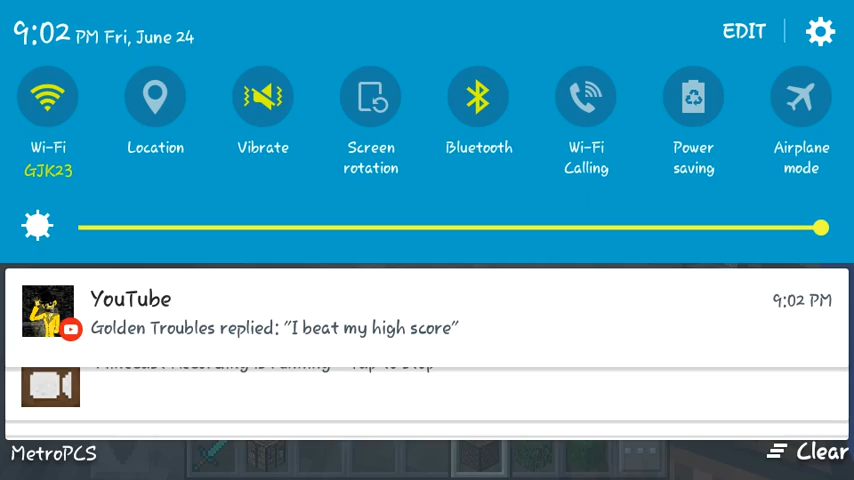 9:02 PM Fri, June 24
EDIT
Wi-Fi
GJK23
Location
Vibrate
Screen
rotation
Bluetooth
Wi-Fi
Calling
Power
saving
Airplane
mode
YouTube
9:02 PM
Golden Troubles replied: "I beat my high score"
MetroPCS
Clear